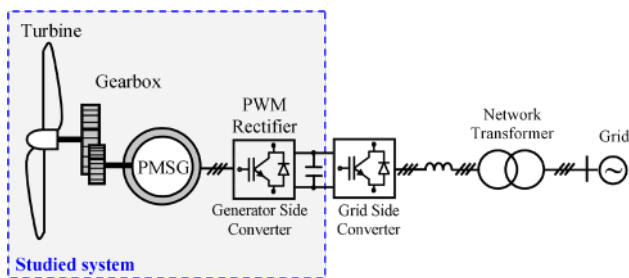 Turbine
Gearbox
PWM
Rectifier
PMSG
Generator Side
Converter
Grid Side
Converter
Network
Transformer
Grid
Studied system